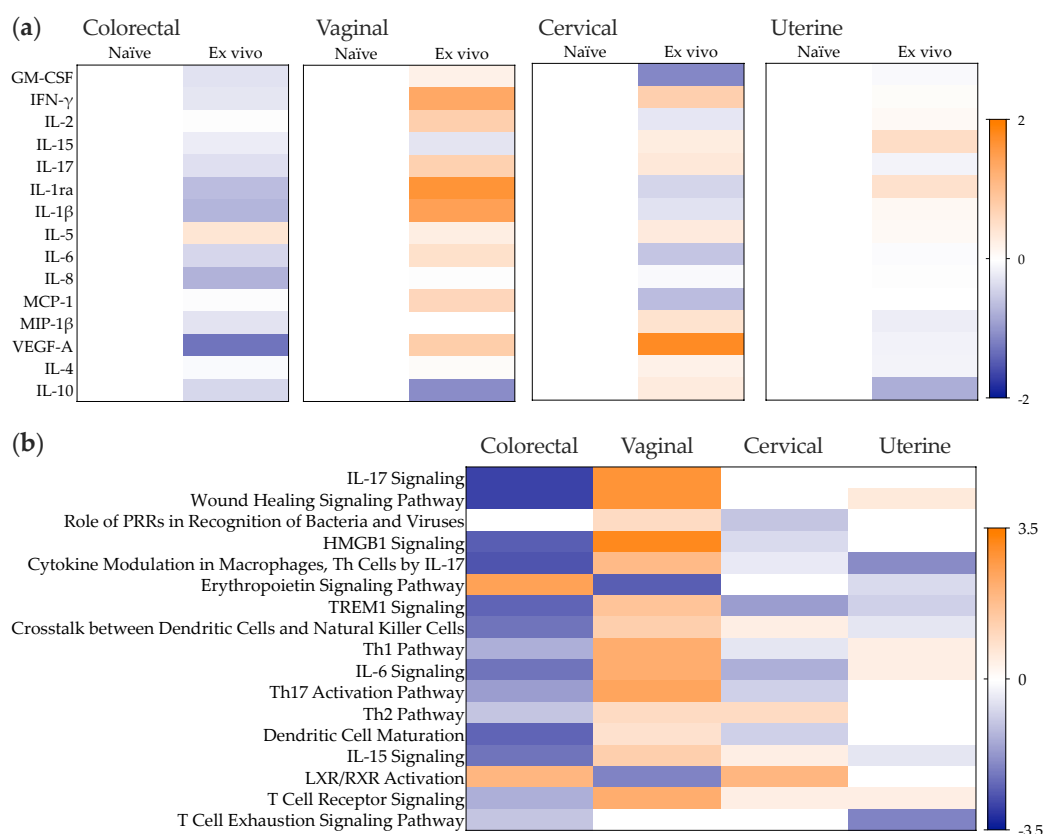 (a)
Colorectal Vaginal Cervical Uterine
Naïve Ex vivo Naïve Ex vivo Naïve Ex vivo Naïve Ex vivo
GM-CSF
IFN-γ
IL-2
IL-15
IL-17
IL-1ra
IL-1β
IL-5
IL-6
IL-8
MCP-1
MIP-1β
VEGF-A
IL-4
IL-10
2
0
-2
(b)
Colorectal Vaginal Cervical Uterine
IL-17 Signaling
Wound Healing Signaling Pathway
Role of PRRs in Recognition of Bacteria and Viruses
HMGB1 Signaling
Cytokine Modulation in Macrophages, Th Cells by IL-17
Erythropoietin Signaling Pathway
TREM1 Signaling
Crosstalk between Dendritic Cells and Natural Killer Cells
Th1 Pathway
IL-6 Signaling
Th17 Activation Pathway
Th2 Pathway
Dendritic Cell Maturation
IL-15 Signaling
LXR/RXR Activation
T Cell Receptor Signaling
T Cell Exhaustion Signaling Pathway
3.5
0
-3.5